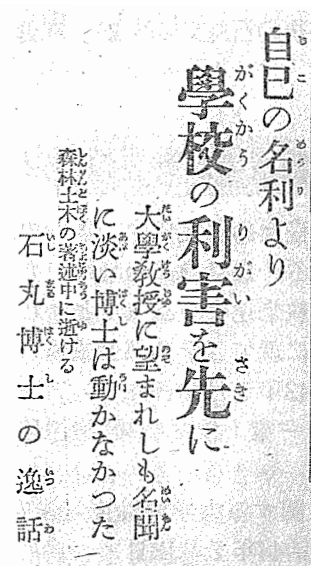 自己の名利より
學校の利害を先に
大學教授に望まれしも名聞
に淡い博士は動かなかつた
森林土木の著述中に逝ける
石丸博士の逸話